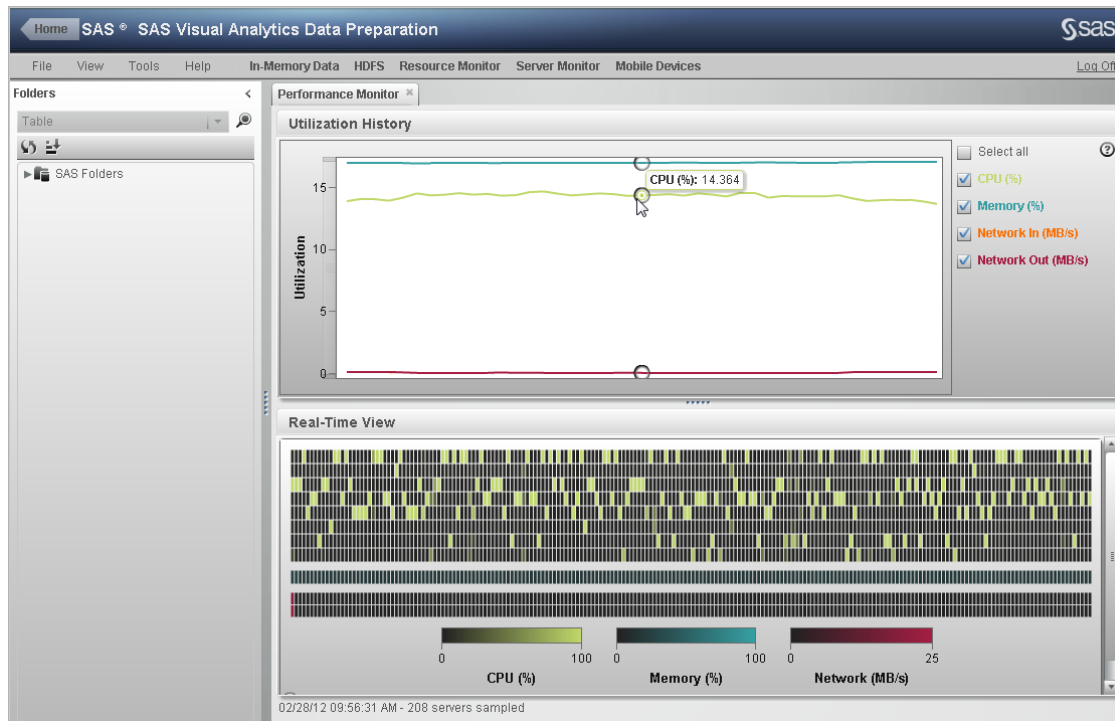 Home SAS ® SAS Visual Analytics Data Preparation
sas
File View Tools Help In-Memory Data HDFS Resource Monitor Server Monitor Mobile Devices Log Off
Folders
Table
SAS Folders
Performance Monitor
Utilization History
Utilization
15
10
5
0
CPU (%): 14.364
Select all
CPU (%)
Memory (%)
Network In (MB/s)
Network Out (MB/s)
Real-Time View
0 100 0 100 0 25
CPU (%) Memory (%) Network (MB/s)
02/28/12 09:56:31 AM - 208 servers sampled